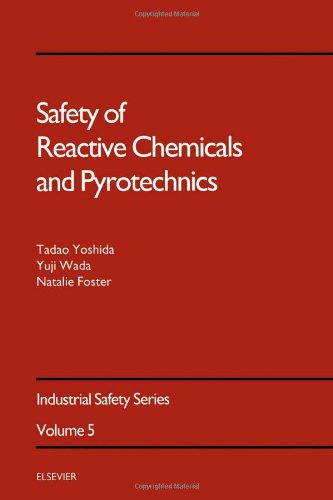 Safety of
Reactive Chemicals
and Pyrotechnics
Tadao Yoshida
Yuji Wada
Natalie Foster
Industrial Safety Series
Volume 5
ELSEVIER